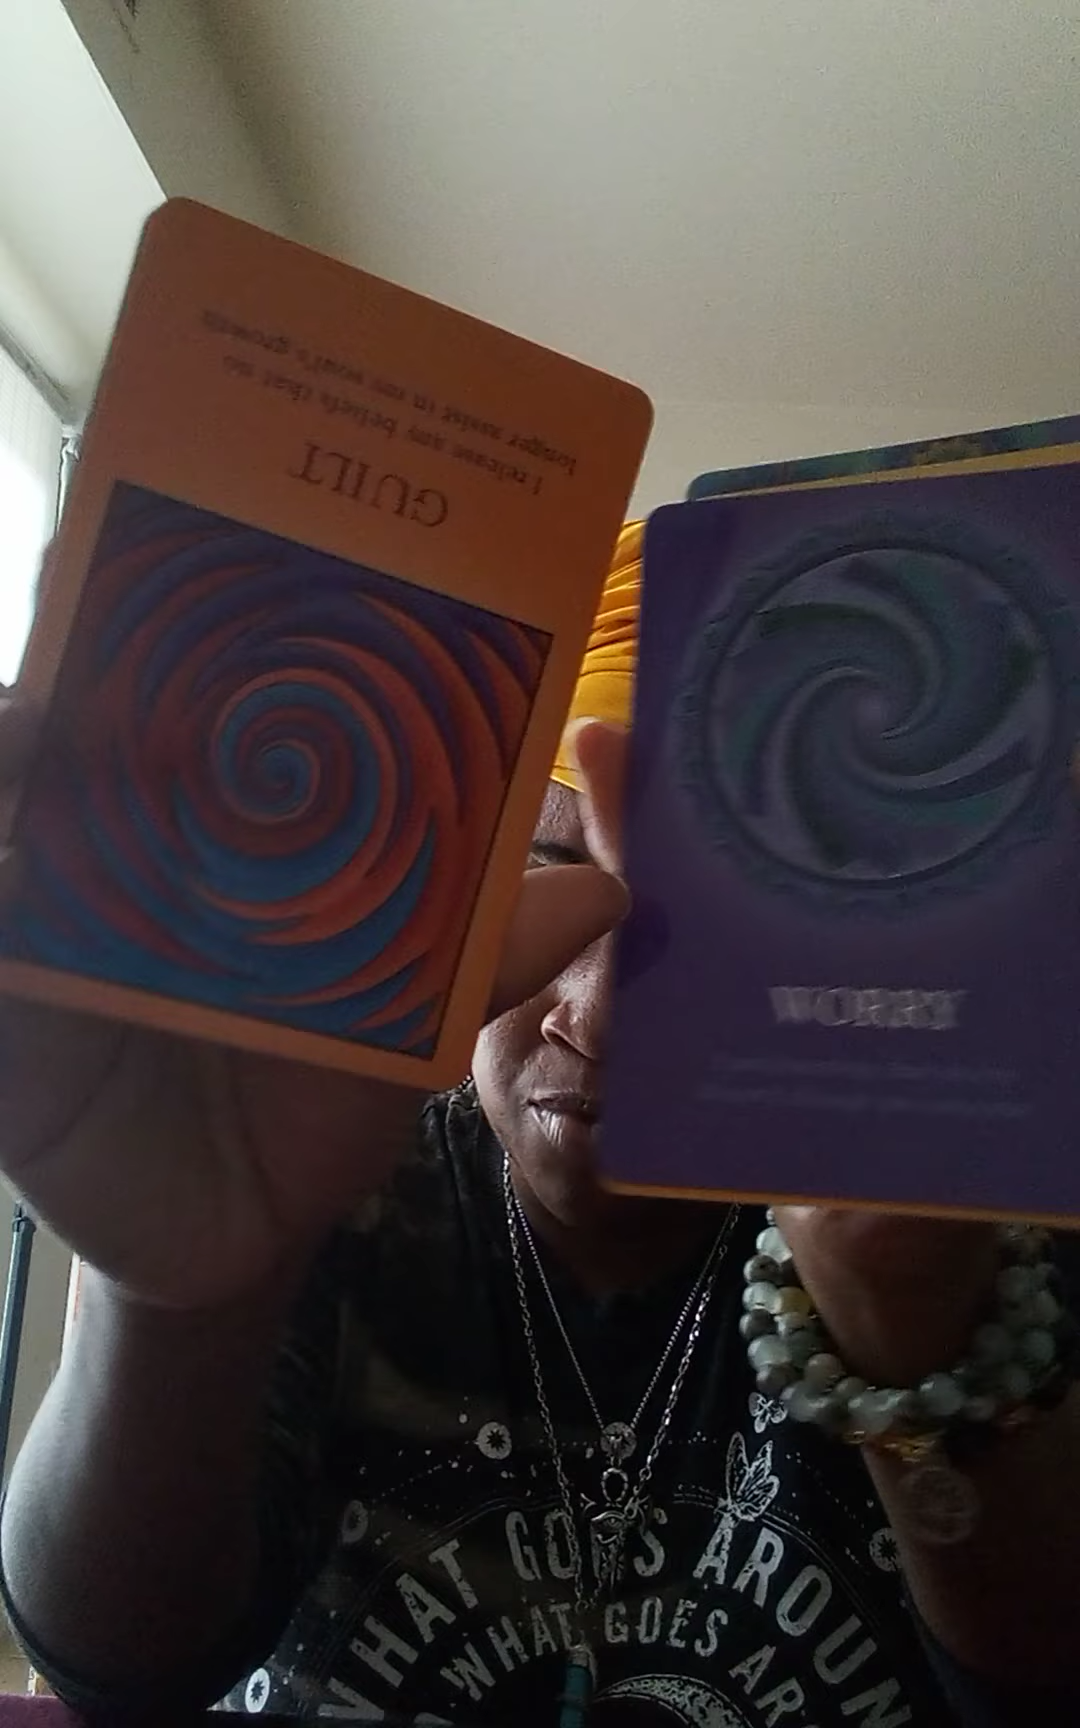 GUILT
I release any beliefs that no
longer assist in my soul's growth
WORRY
WHAT GOES AROUN
WHAT GOES AR